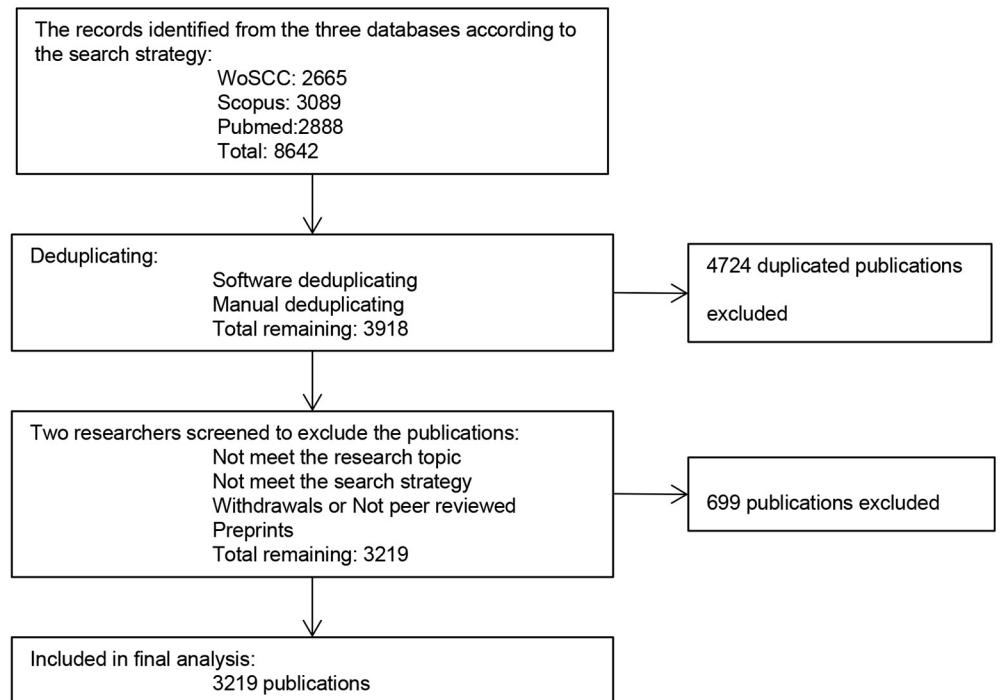 The records identified from the three databases according to
the search strategy:
WoSCC: 2665
Scopus: 3089
Pubmed:2888
Total: 8642
Deduplicating:
Software deduplicating
Manual deduplicating
Total remaining: 3918
4724 duplicated publications
excluded
Two researchers screened to exclude the publications:
Not meet the research topic
Not meet the search strategy
Withdrawals or Not peer reviewed
Preprints
Total remaining: 3219
699 publications excluded
Included in final analysis:
3219 publications